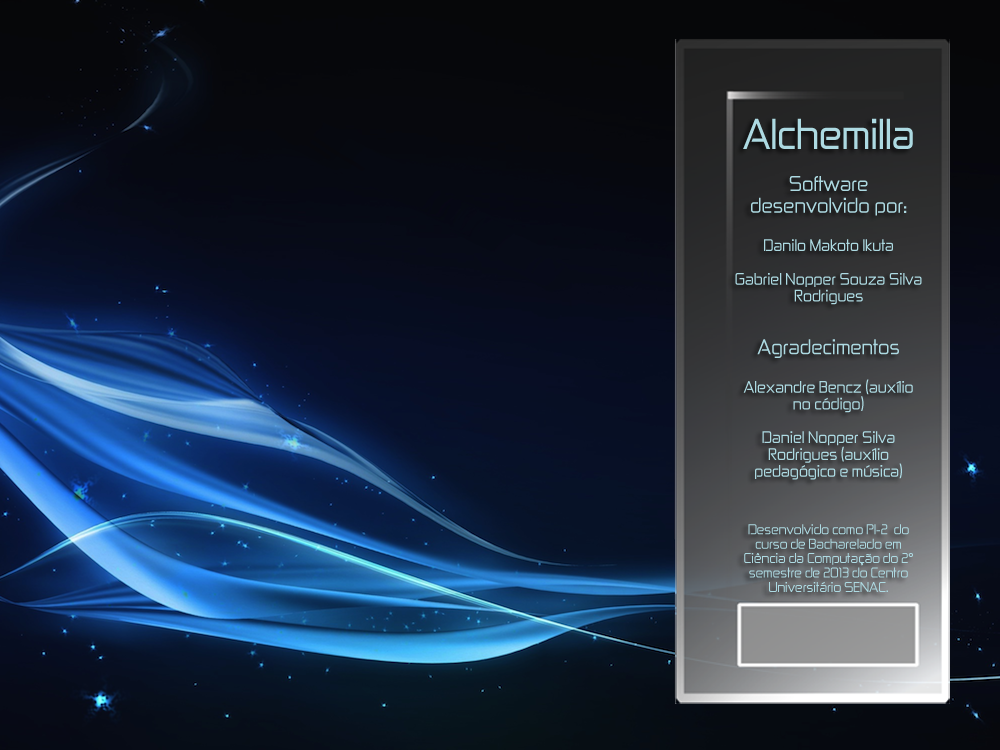 Alchemilla
Software
desenvolvido por:
Danilo Makoto Ikuta
Gabriel Nopper Souza Silva
Rodrigues
Agradecimentos
Alexandre Bencz (auxílio
no código)
Daniel Nopper Silva
Rodrigues (auxílio
pedagógico e música)
Desenvolvido como PI-2 do
curso de Bacharelado em
Ciência da Computação do 2°
semestre de 2013 do Centro
Universitário SENAC.